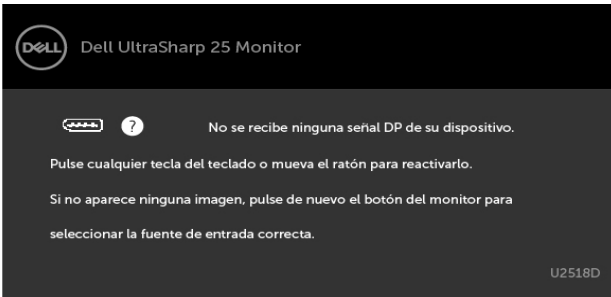 DELL
Dell UltraSharp 25 Monitor
? No se recibe ninguna señal DP de su dispositivo.
Pulse cualquier tecla del teclado o mueva el ratón para reactivarlo.
Si no aparece ninguna imagen, pulse de nuevo el botón del monitor para
seleccionar la fuente de entrada correcta.
U2518D